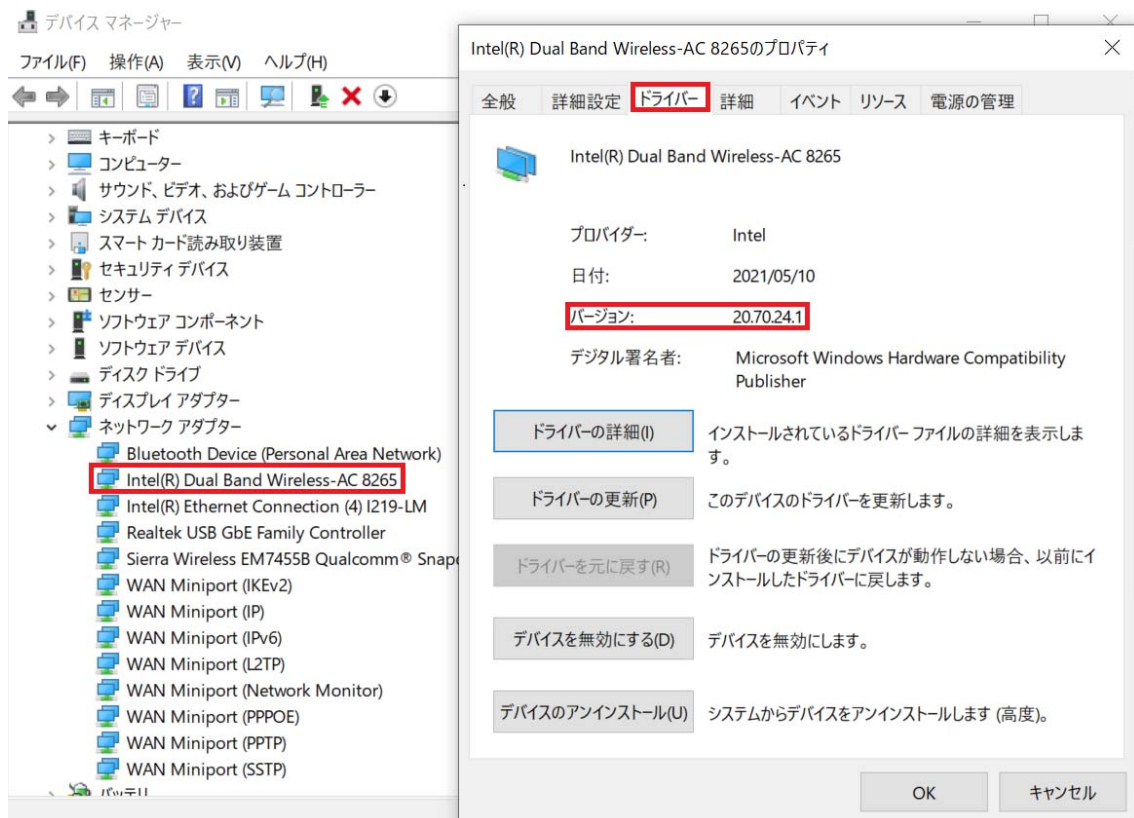 デバイス マネージャー
ファイル(F) 操作(A) 表示(V) ヘルプ(H)
キーボード
コンピューター
サウンド、ビデオ、およびゲーム コントローラー
システム デバイス
スマート カード読み取り装置
セキュリティ デバイス
センサー
ソフトウェア コンポーネント
ソフトウェア デバイス
ディスク ドライブ
ディスプレイ アダプター
ネットワーク アダプター
Bluetooth Device (Personal Area Network)
Intel(R) Dual Band Wireless-AC 8265
Intel(R) Ethernet Connection (4) I219-LM
Realtek USB GbE Family Controller
Sierra Wireless EM7455B Qualcomm® Snap
WAN Miniport (IKEv2)
WAN Miniport (IP)
WAN Miniport (IPv6)
WAN Miniport (L2TP)
WAN Miniport (Network Monitor)
WAN Miniport (PPPOE)
WAN Miniport (PPTP)
WAN Miniport (SSTP)
バッテリ
Intel(R) Dual Band Wireless-AC 8265のプロパティ
全般 詳細設定 ドライバー 詳細 イベント リソース 電源の管理
Intel(R) Dual Band Wireless-AC 8265
プロバイダー: Intel
日付: 2021/05/10
バージョン: 20.70.24.1
デジタル署名者: Microsoft Windows Hardware Compatibility
Publisher
ドライバーの詳細(I) インストールされているドライバー ファイルの詳細を表示しま
す。
ドライバーの更新(P) このデバイスのドライバーを更新します。
ドライバーを元に戻す(R) ドライバーの更新後にデバイスが動作しない場合、以前にイ
ンストールしたドライバーに戻します。
デバイスを無効にする(D) デバイスを無効にします。
デバイスのアンインストール(U) システムからデバイスをアンインストールします (高度)。
OK キャンセル